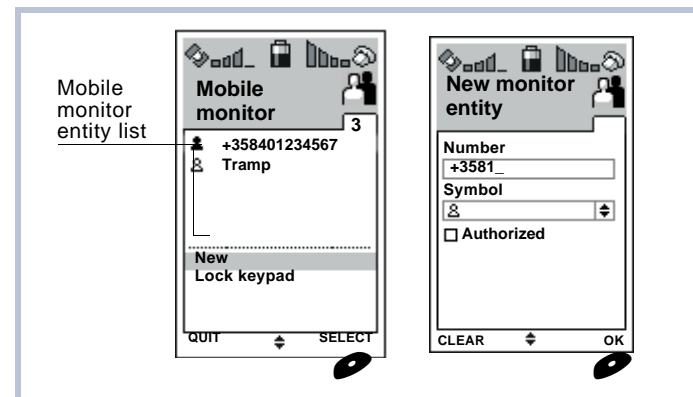 Mobile
monitor
entity list
Mobile
monitor
3
+358401234567
Tramp
New
Lock keypad
QUIT
SELECT
New monitor
entity
Number
+3581_
Symbol
Authorized
CLEAR
OK